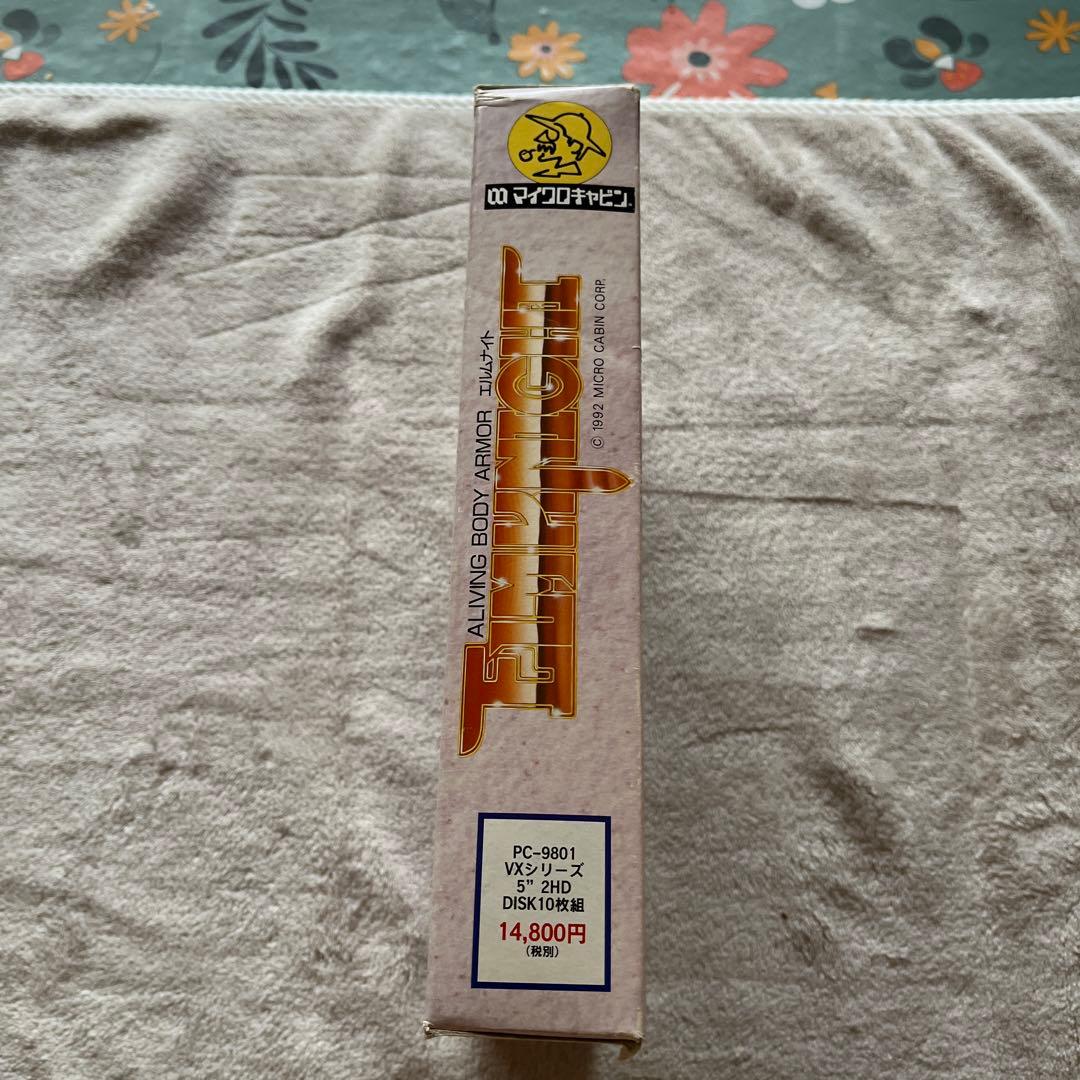 マイクロキャビン
ALIVING BODY ARMOR エルムナイト
ELMKNIGHT
© 1992 MICRO CABIN CORP.
PC-9801
VXシリーズ
5” 2HD
DISK10枚組
14,800円
(税別)